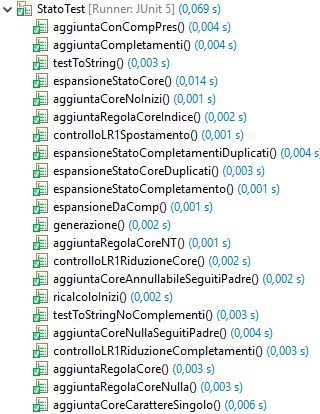 StatoTest [Runner: JUnit 5] (0,069 s)
aggiuntaConCompPres() (0,004 s)
aggiuntaCompletamenti() (0,004 s)
testToString() (0,003 s)
espansioneStatoCore() (0,014 s)
aggiuntaCoreNoInizi() (0,001 s)
aggiuntaRegolaCoreIndice() (0,002 s)
controlloLR1Spostamento() (0,001 s)
espansioneStatoCompletamentiDuplicati() (0,004 s
espansioneStatoCoreDuplicati() (0,003 s)
espansioneStatoCompletamento() (0,001 s)
espansioneDaComp() (0,001 s)
generazione() (0,002 s)
aggiuntaRegolaCoreNT() (0,001 s)
controlloLR1RiduzioneCore() (0,002 s)
aggiuntaCoreAnnullabileSeguitiPadre() (0,002 s)
ricalcoloInizi() (0,002 s)
testToStringNoComplementi() (0,003 s)
aggiuntaCoreNullaSeguitiPadre() (0,004 s)
controlloLR1RiduzioneCompletamenti() (0,003 s)
aggiuntaRegolaCore() (0,003 s)
aggiuntaRegolaCoreNulla() (0,003 s)
aggiuntaCoreCarattereSingolo() (0,006 s)